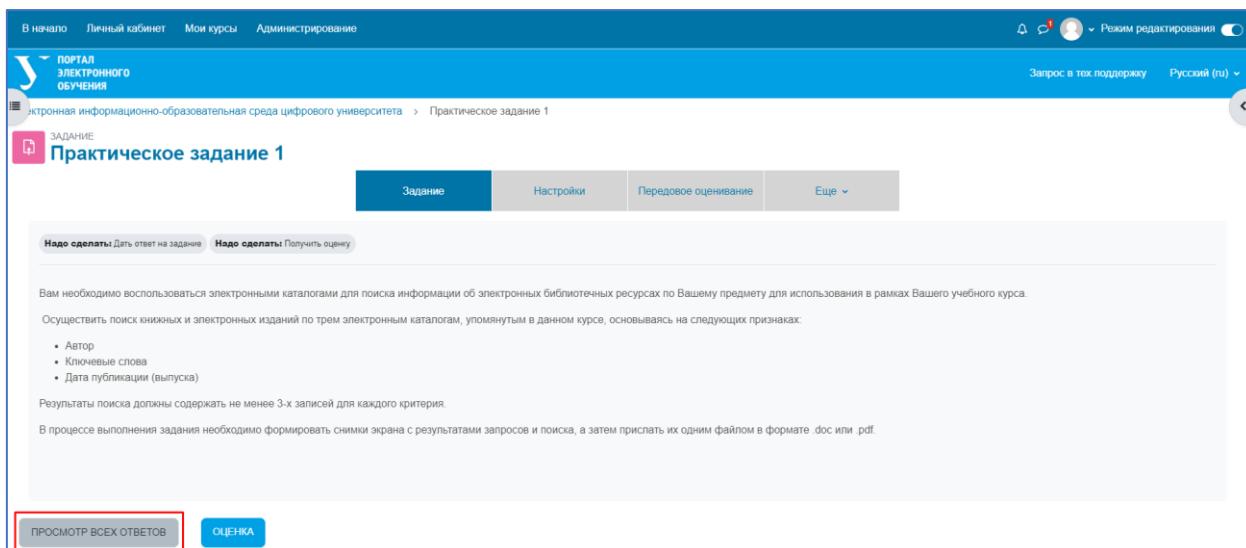 В начало Личный кабинет Мои курсы Администрирование Режим редактирования
ПОРТАЛ
ЭЛЕКТРОННОГО
ОБУЧЕНИЯ
Запрос в тех.поддержку Русский (ru)
ектронная информационно-образовательная среда цифрового университета > Практическое задание 1
ЗАДАНИЕ
Практическое задание 1
Задание Настройки Передовое оценивание Еще
Надо сделать: Дать ответ на задание Надо сделать: Получить оценку
Вам необходимо воспользоваться электронными каталогами для поиска информации об электронных библиотечных ресурсах по Вашему предмету для использования в рамках Вашего учебного курса.
Осуществить поиск книжных и электронных изданий по трем электронным каталогам, упомянутым в данном курсе, основываясь на следующих признаках:
• Автор
• Ключевые слова
• Дата публикации (выпуска)
Результаты поиска должны содержать не менее 3-х записей для каждого критерия.
В процессе выполнения задания необходимо формировать снимки экрана с результатами запросов и поиска, а затем прислать их одним файлом в формате .doc или .pdf.
ПРОСМОТР ВСЕХ ОТВЕТОВ ОЦЕНКА